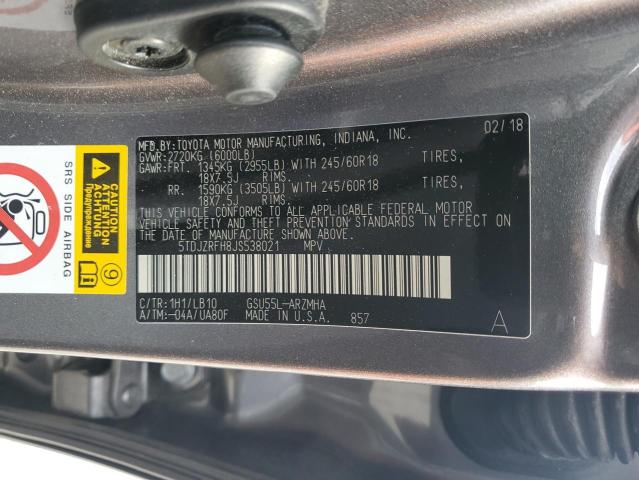 02/18
MFD.BY:TOYOTA MOTOR MANUFACTURING, INDIANA, INC.
GVWR:2720KG (6000LB)
GAWR:FRT. 1345KG (2955LB) WITH 245/60R18 TIRES,
18X7.5J RIMS.
RR. 1590KG (3505LB) WITH 245/60R18 TIRES,
18X7.5J RIMS.
THIS VEHICLE CONFORMS TO ALL APPLICABLE FEDERAL MOTOR
VEHICLE SAFETY AND THEFT PREVENTION STANDARDS IN EFFECT ON
THE DATE OF MANUFACTURE SHOWN ABOVE.
5TDJZRFH8JS538021 MPV
C/TR:1H1/LB10 GSU55L-ARZMHA
A/TM:-04A/UA80F MADE IN U.S.A. 857 A
SRS SIDE AIRBAG
ATTENTION
ACHTUNG
CAUTION
ATTENTION
9